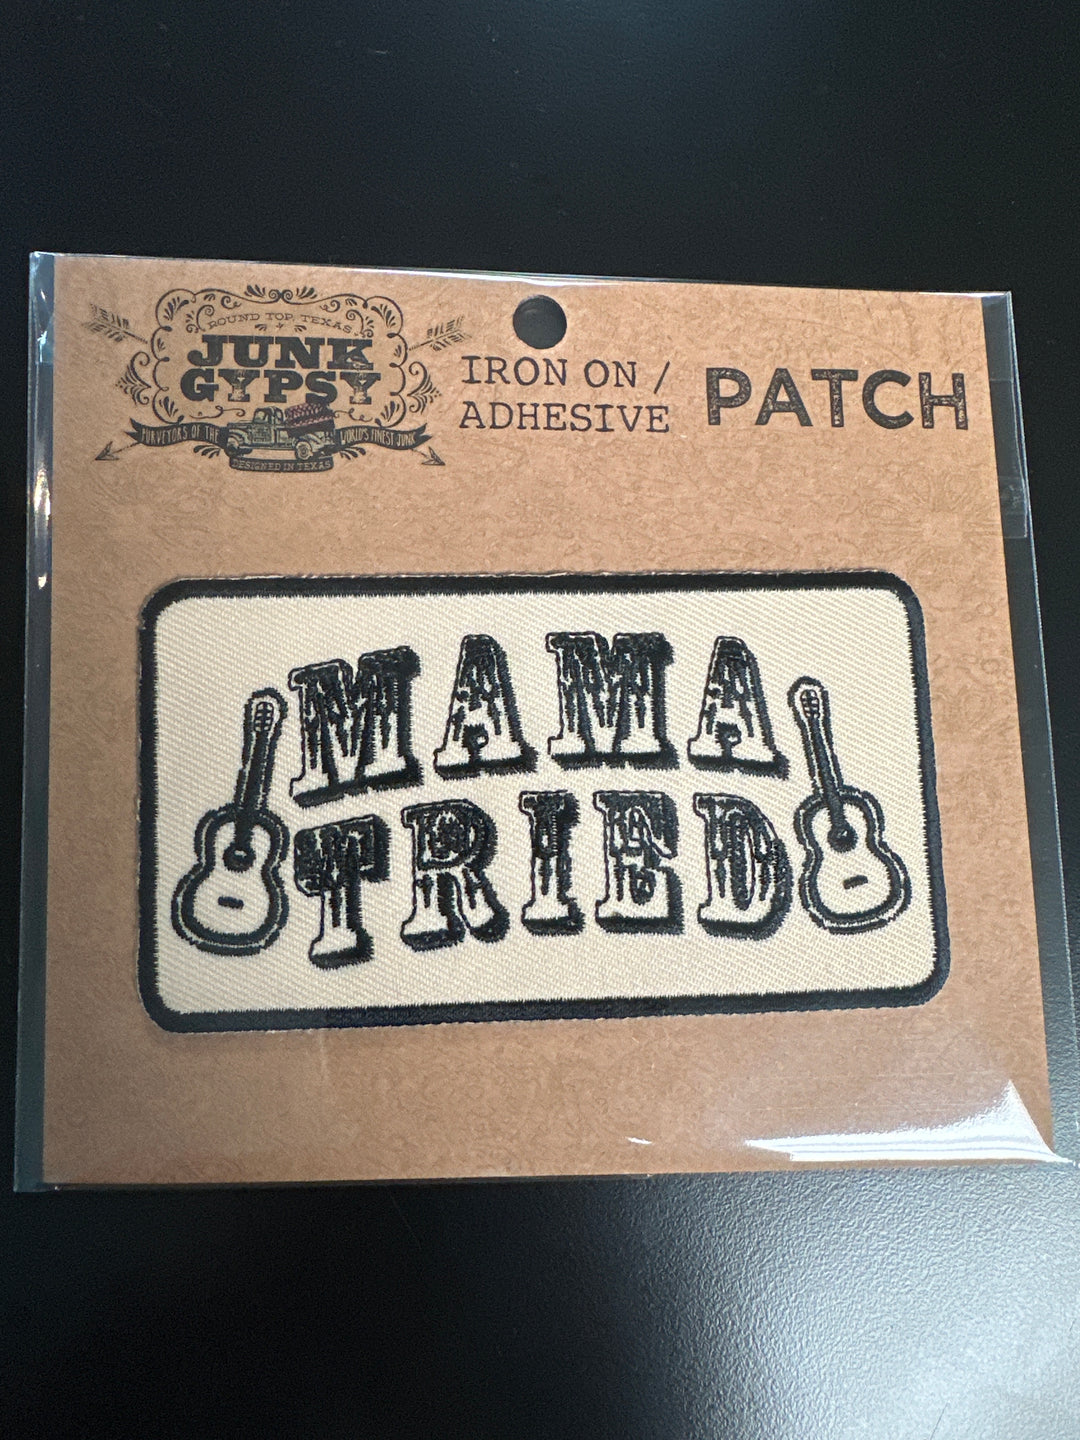 ROUND TOP, TEXAS
JUNK
GYPSY
PURVEYORS OF THE WORLD'S FINEST JUNK
DESIGNED IN TEXAS
IRON ON /
ADHESIVE
PATCH
MAMA
TRIED